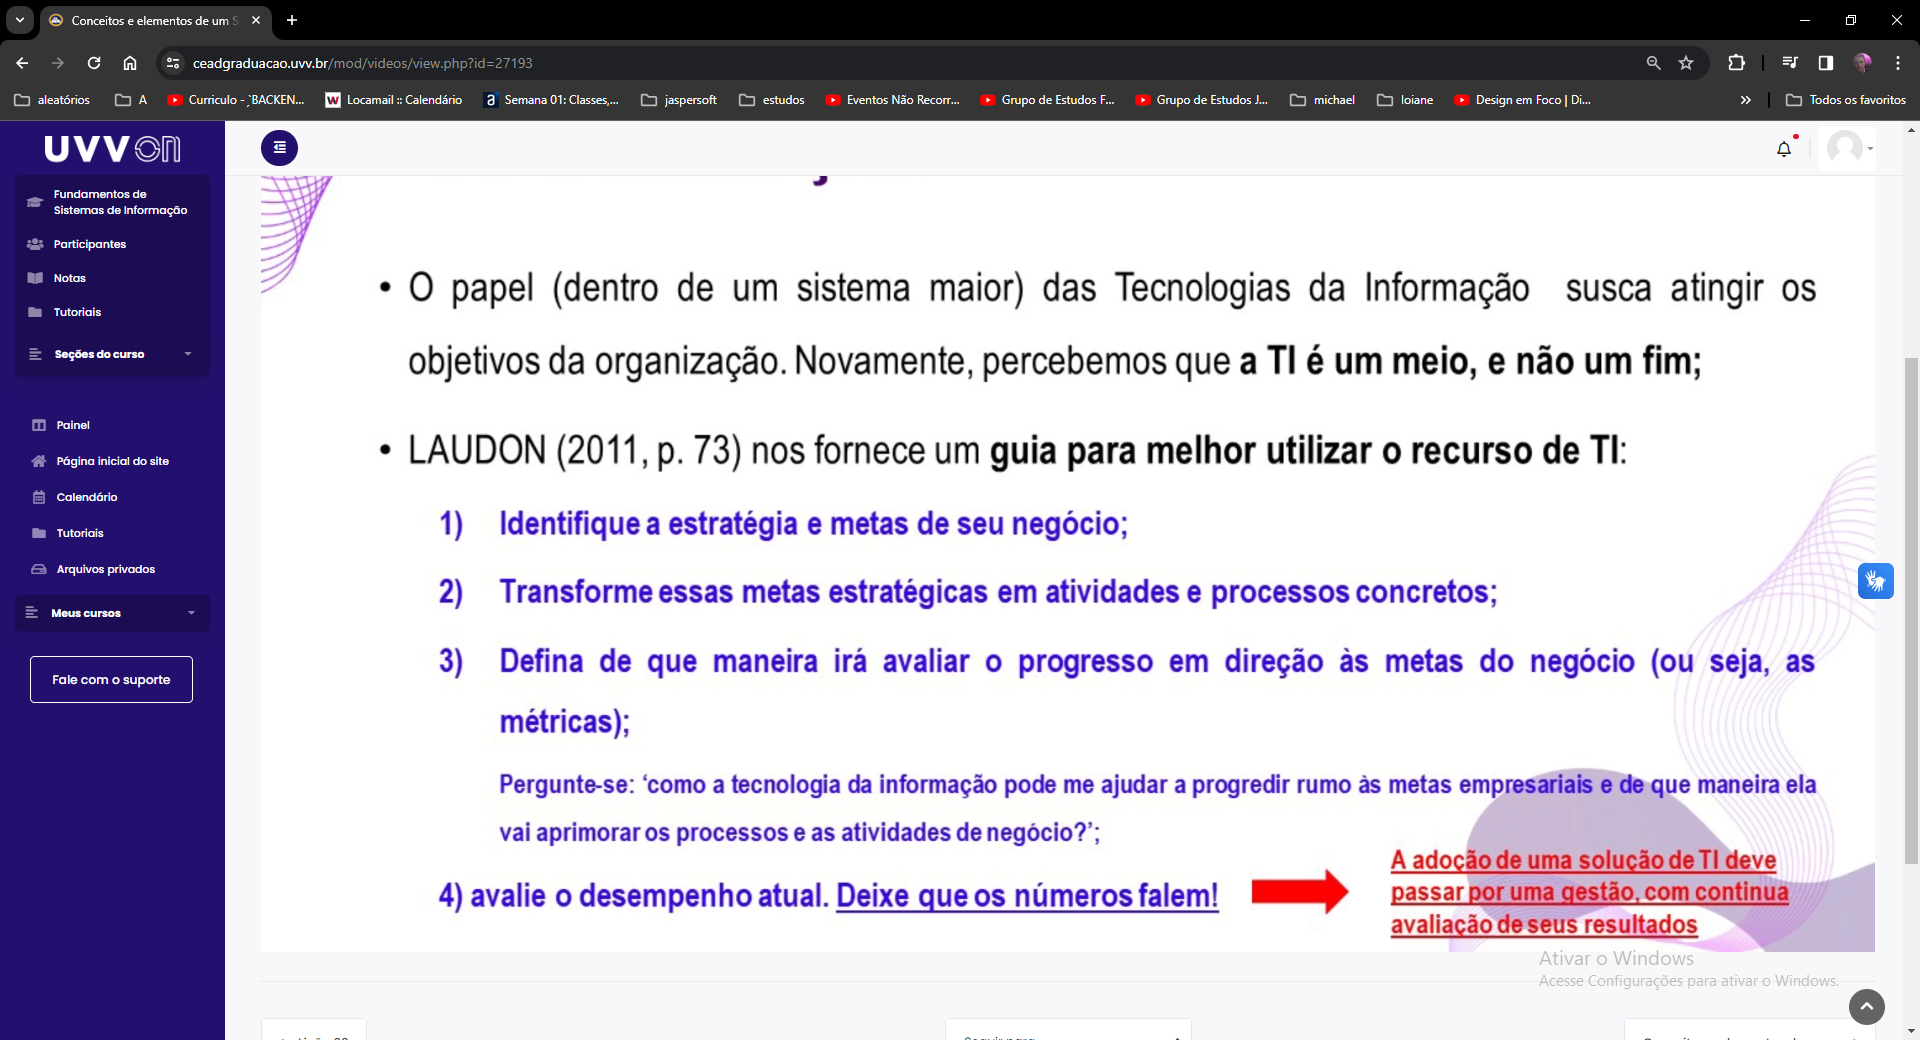 Conceitos e elementos de um S
ceadgraduacao.uvv.br/mod/videos/view.php?id=27193
aleatórios
A
Curriculo - ,`BACKEN...
Locamail :: Calendário
Semana 01: Classes,...
jaspersoft
estudos
Eventos Não Recorr...
Grupo de Estudos F...
Grupo de Estudos J...
michael
loiane
Design em Foco | Di...
Todos os favoritos
UVV ON
Fundamentos de
Sistemas de Informação
Participantes
Notas
Tutoriais
Seções do curso
Painel
Página inicial do site
Calendário
Tutoriais
Arquivos privados
Meus cursos
Fale com o suporte
• O papel (dentro de um sistema maior) das Tecnologias da Informação susca atingir os
objetivos da organização. Novamente, percebemos que a TI é um meio, e não um fim;
• LAUDON (2011, p. 73) nos fornece um guia para melhor utilizar o recurso de TI:
1) Identifique a estratégia e metas de seu negócio;
2) Transforme essas metas estratégicas em atividades e processos concretos;
3) Defina de que maneira irá avaliar o progresso em direção às metas do negócio (ou seja, as
métricas);
Pergunte-se: ‘como a tecnologia da informação pode me ajudar a progredir rumo às metas empresariais e de que maneira ela
vai aprimorar os processos e as atividades de negócio?’;
4) avalie o desempenho atual. Deixe que os números falem!
A adoção de uma solução de TI deve
passar por uma gestão, com continua
avaliação de seus resultados
Ativar o Windows
Acesse Configurações para ativar o Windows.